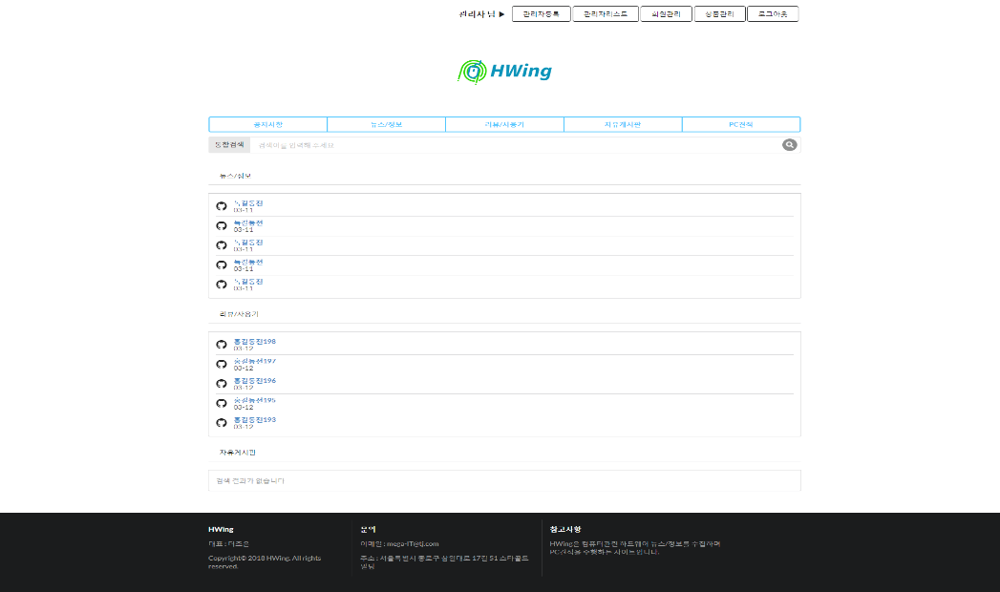 관리사 님 ▶ 관리자등록 관리자리스트 회원관리 상품관리 로그아웃
HWing
공지사항 뉴스/정보 리뷰/사용기 자유게시판 PC견적
통합검색 검색어를 입력해 주세요
뉴스/정보
홍길동전
03-11
홍길동전
03-11
홍길동전
03-11
홍길동전
03-11
홍길동전
03-11
리뷰/사용기
홍길동전198
03-12
홍길동전197
03-12
홍길동전196
03-12
홍길동전195
03-12
홍길동전193
03-12
자유게시판
검색 결과가 없습니다
HWing
대표 : 더조은
Copyright© 2018 HWing. All rights
reserved.
문의
이메일 : mega-IT@tj.com
주소 : 서울특별시 종로구 삼일대로 17길 51 스타골드
빌딩
참고사항
HWing은 컴퓨터관련 하드웨어 뉴스/정보를 수집하며
PC견적을 수행하는 사이트입니다.